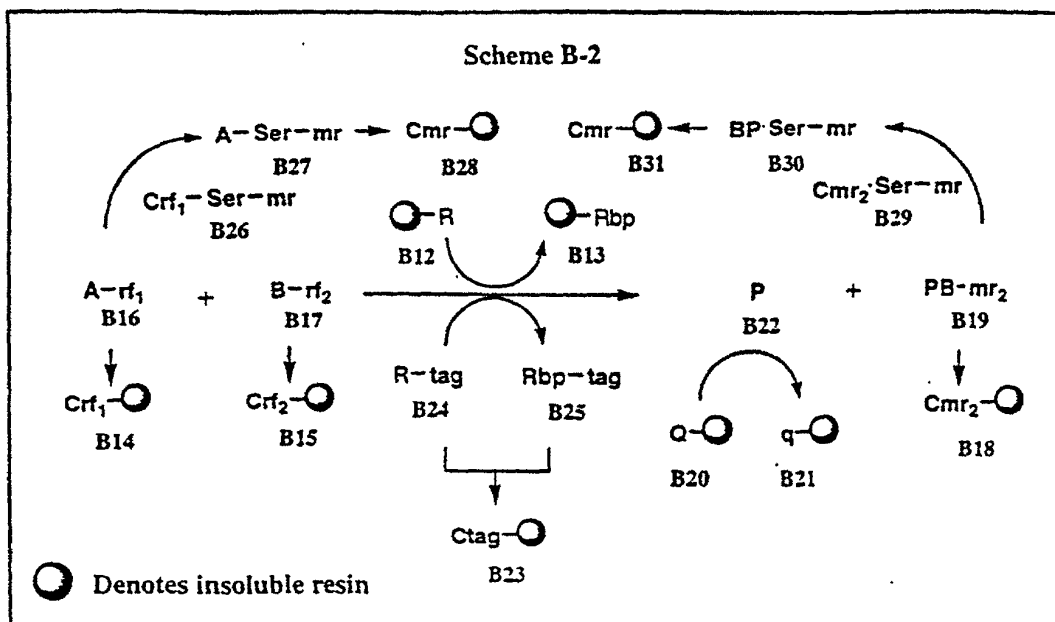 Scheme B-2
A–Ser–mr
B27
Cmr
B28
Cmr
B31
BP·Ser–mr
B30
Crf₁–Ser–mr
B26
Cmr₂·Ser–mr
B29
R
B12
Rbp
B13
A–rf₁
B16
+
B–rf₂
B17
P
B22
+
PB–mr₂
B19
R–tag
B24
Rbp–tag
B25
Crf₁
B14
Crf₂
B15
Q
B20
q
B21
Cmr₂
B18
Ctag
B23
Denotes insoluble resin